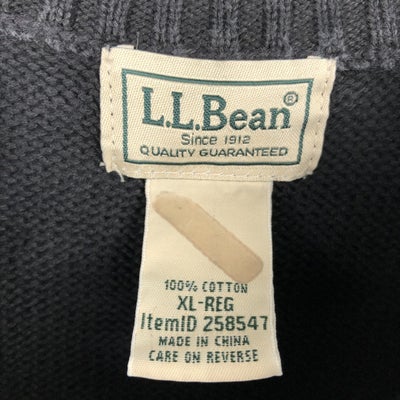 L.L.Bean®
Since 1912
QUALITY GUARANTEED
100% COTTON
XL-REG
ItemID 258547
MADE IN CHINA
CARE ON REVERSE